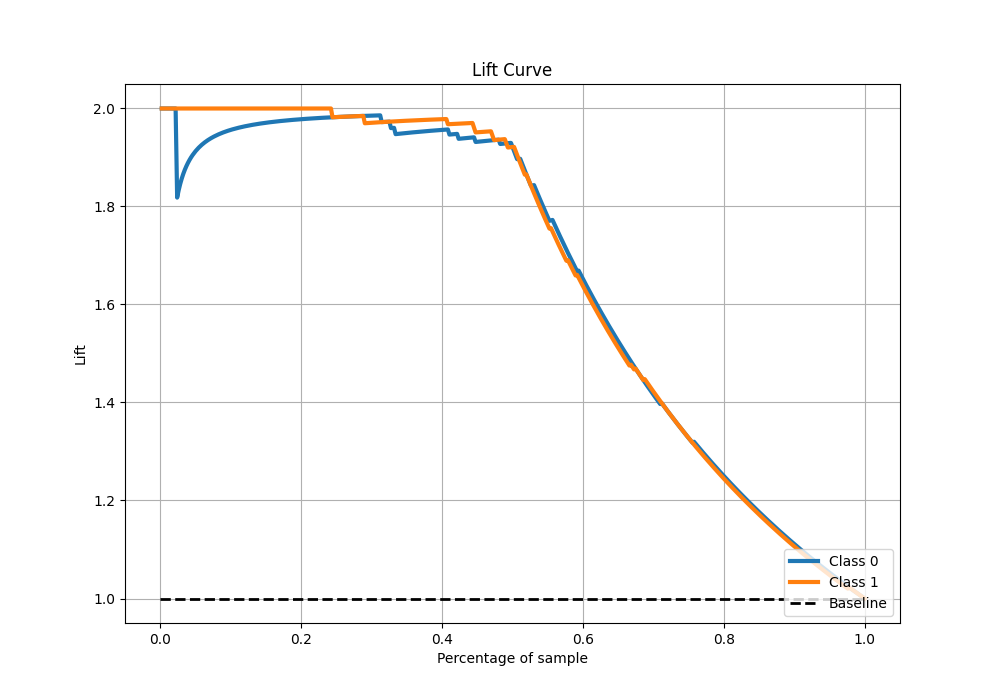 Lift Curve
2.0
1.8
1.6
1.4
1.2
1.0
Lift
0.0 0.2 0.4 0.6 0.8 1.0
Percentage of sample
Class 0
Class 1
Baseline